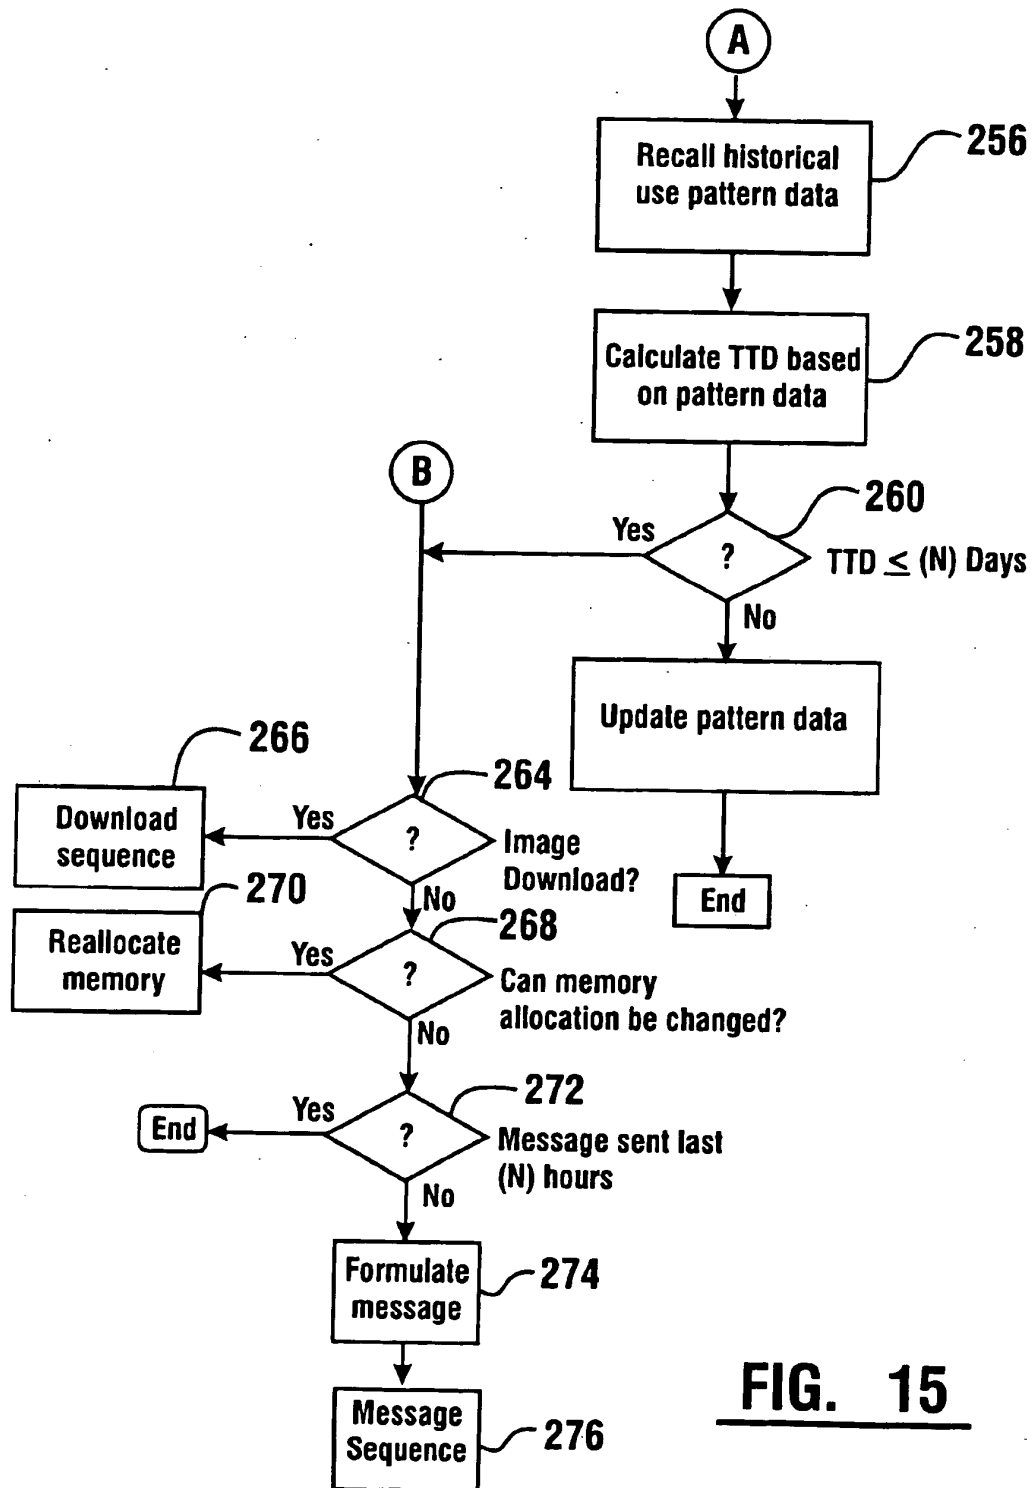 A
Recall historical
use pattern data
256
Calculate TTD based
on pattern data
258
B
260
Yes
?
TTD ≤ (N) Days
No
Update pattern data
End
266
264
Download
sequence
Yes
?
Image
Download?
No
270
268
Reallocate
memory
Yes
?
Can memory
allocation be changed?
No
272
End
Yes
?
Message sent last
(N) hours
No
Formulate
message
274
Message
Sequence
276
FIG. 15